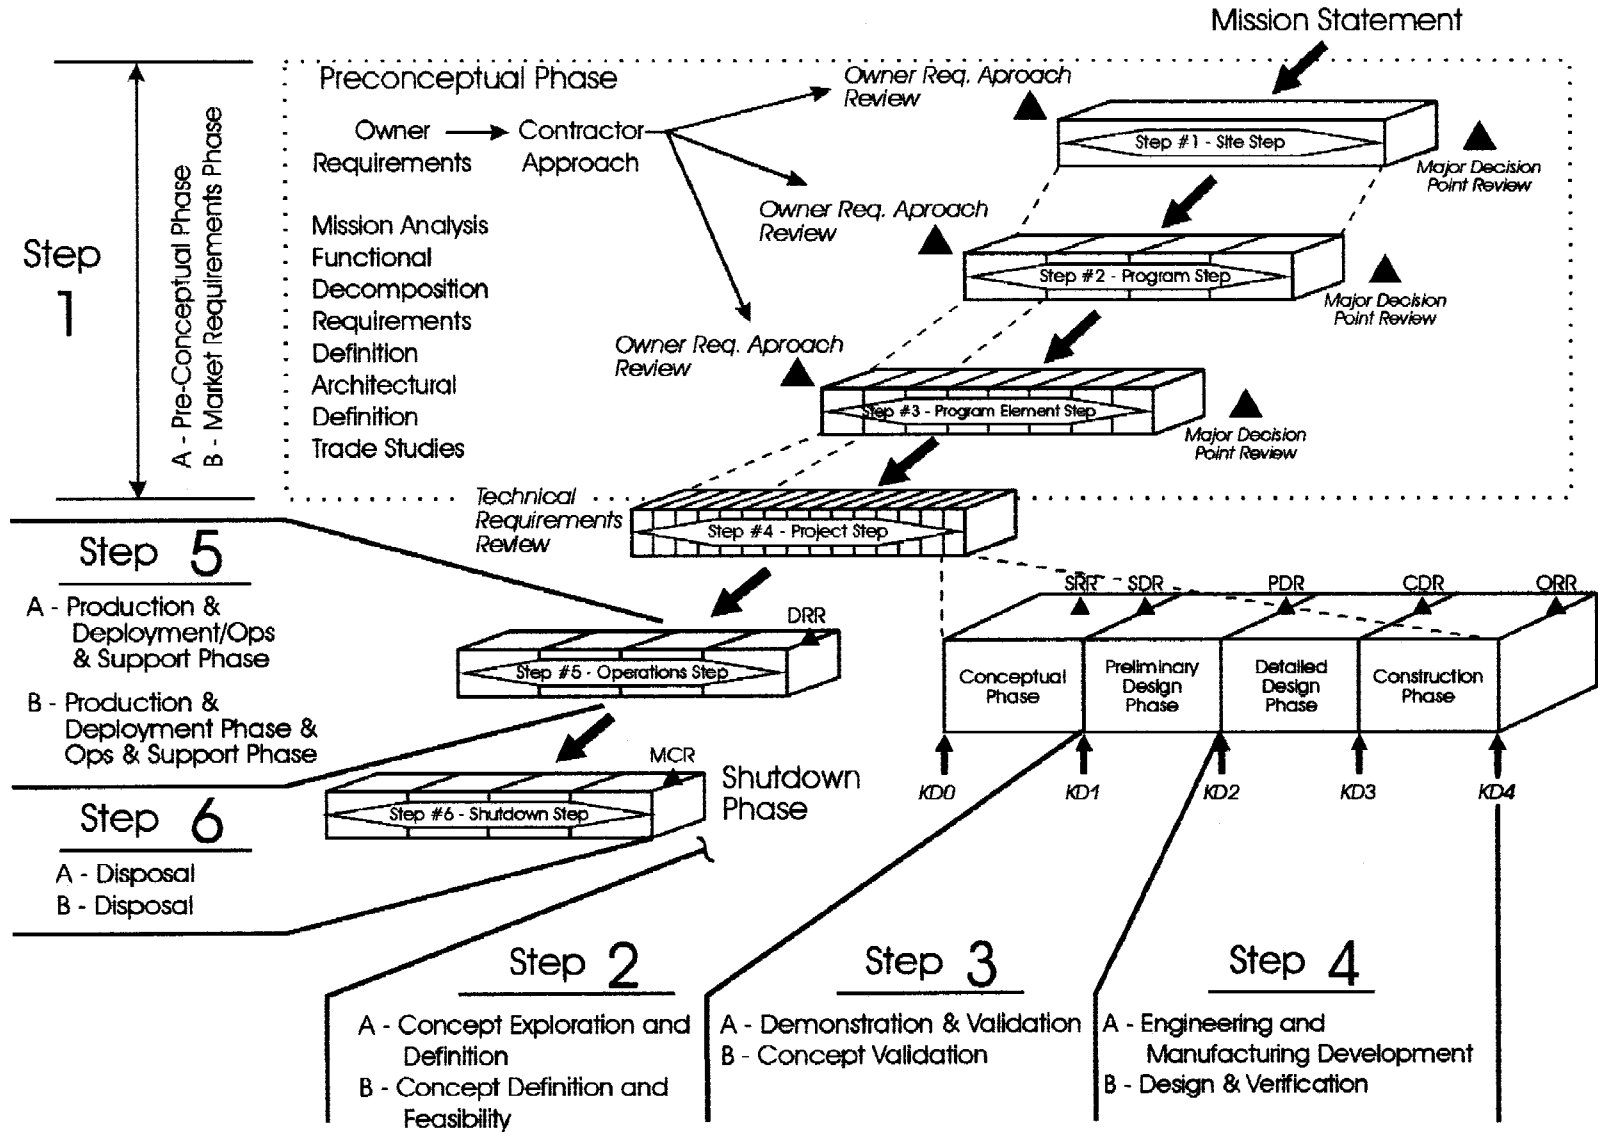 Mission Statement
Preconceptual Phase
Owner
Requirements
Contractor
Approach
Owner Req. Aproach
Review
Step #1 - Site Step
Major Decision
Point Review
Owner Req. Aproach
Review
Step #2 - Program Step
Major Decision
Point Review
Owner Req. Aproach
Review
Step #3 - Program Element Step
Major Decision
Point Review
Mission Analysis
Functional
Decomposition
Requirements
Definition
Architectural
Definition
Trade Studies
Step
1
A - Pre-Conceptual Phase
B - Market Requirements Phase
Technical
Requirements
Review
Step #4 - Project Step
Step 5
A - Production &
Deployment/Ops
& Support Phase
B - Production &
Deployment Phase &
Ops & Support Phase
DRR
Step #5 - Operations Step
SRR
SDR
PDR
CDR
ORR
Conceptual
Phase
Preliminary
Design
Phase
Detailed
Design
Phase
Construction
Phase
KD0
KD1
KD2
KD3
KD4
MCR
Step #6 - Shutdown Step
Shutdown
Phase
Step 6
A - Disposal
B - Disposal
Step 2
A - Concept Exploration and
Definition
B - Concept Definition and
Feasibility
Step 3
A - Demonstration & Validation
B - Concept Validation
Step 4
A - Engineering and
Manufacturing Development
B - Design & Verification